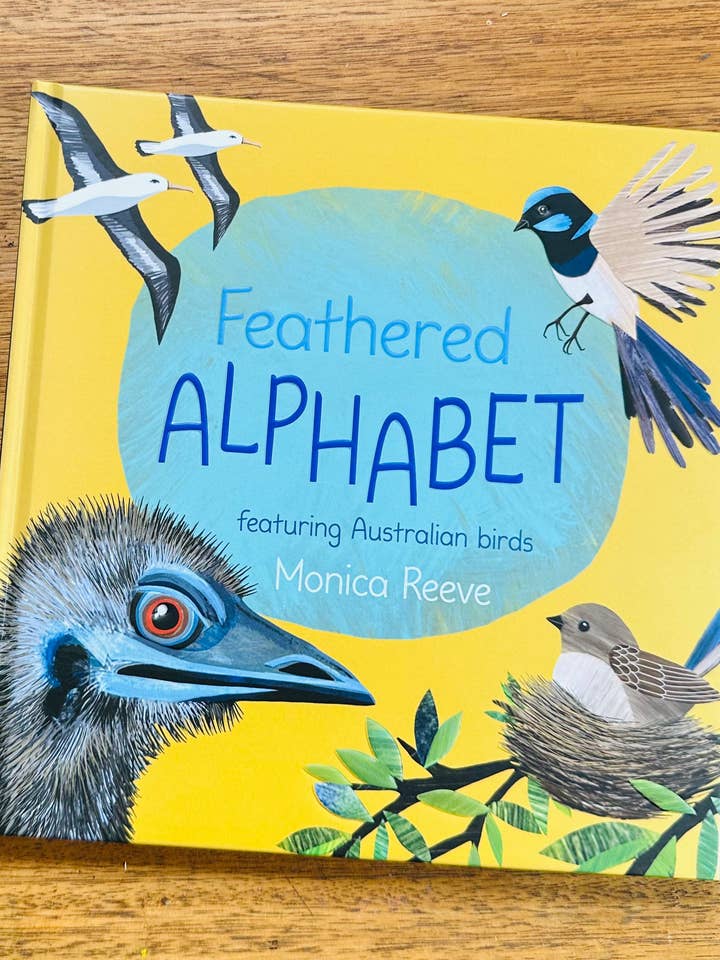 Feathered
ALPHABET
featuring Australian birds
Monica Reeve